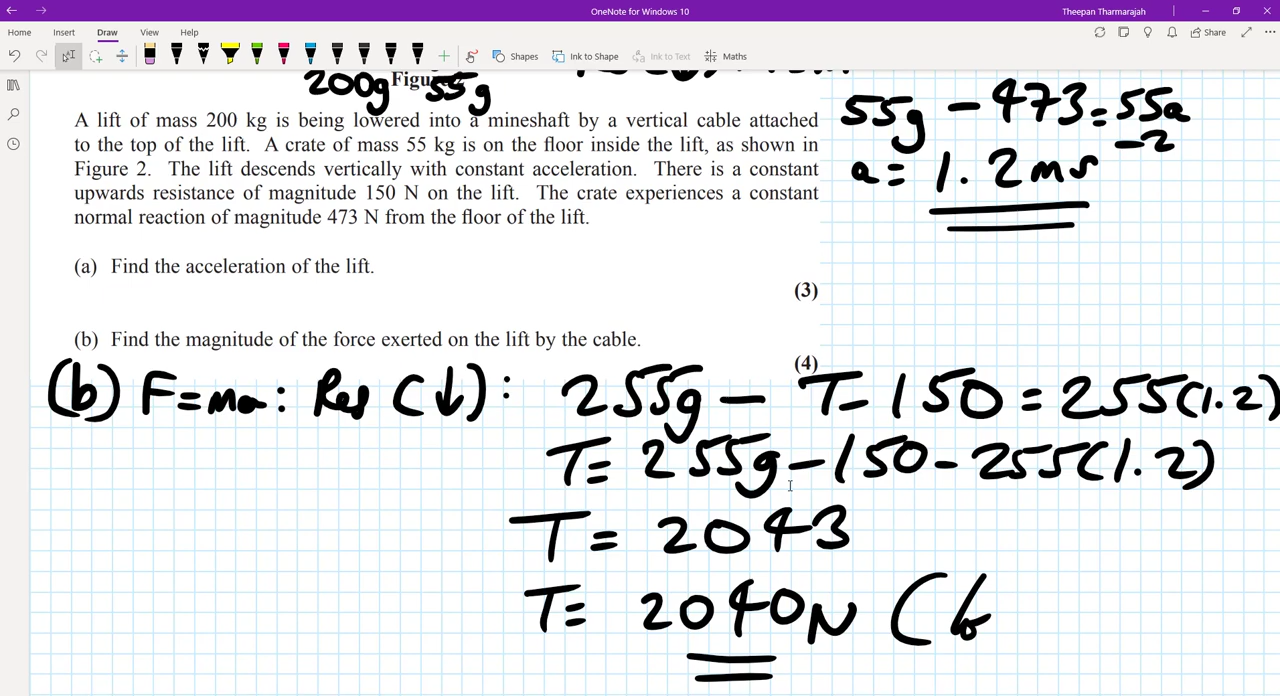 OneNote for Windows 10
Theepan Tharmarajah
Home Insert Draw View Help
Shapes Ink to Shape Ink to Text Maths
Share
200g Figu 55g
A lift of mass 200 kg is being lowered into a mineshaft by a vertical cable attached
to the top of the lift. A crate of mass 55 kg is on the floor inside the lift, as shown in
Figure 2. The lift descends vertically with constant acceleration. There is a constant
upwards resistance of magnitude 150 N on the lift. The crate experiences a constant
normal reaction of magnitude 473 N from the floor of the lift.
(a) Find the acceleration of the lift.
(3)
(b) Find the magnitude of the force exerted on the lift by the cable.
(4)
55g - 473 = 55a
a = 1.2ms -2
(b) F=ma: Res (↓): 255g - T - 150 = 255(1.2)
T = 255g - 150 - 255(1.2)
T = 2043
T = 2040N (